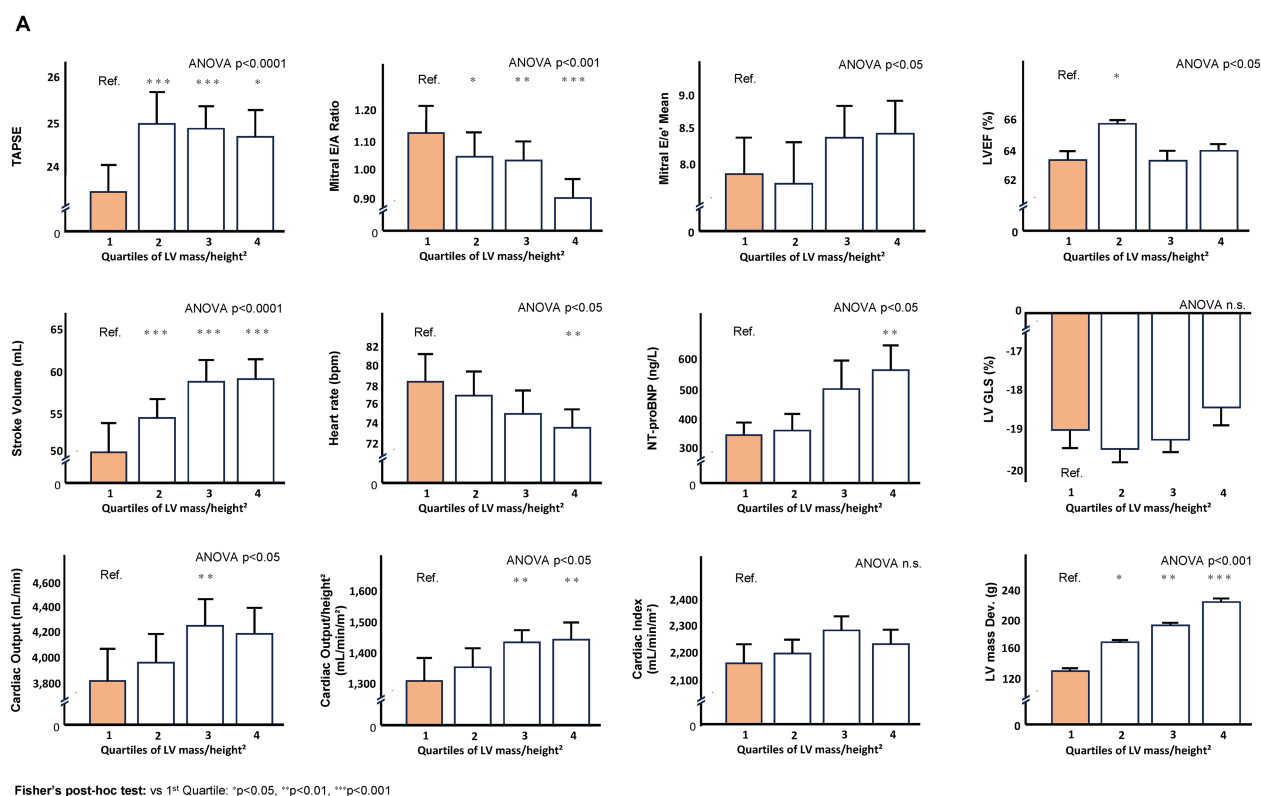 A
ANOVA p<0.0001
Ref. *** *** *
TAPSE
26
25
24
0
1 2 3 4
Quartiles of LV mass/height²
ANOVA p<0.001
Ref. * ** ***
Mitral E/A Ratio
1.20
1.10
1.00
0.90
0
1 2 3 4
Quartiles of LV mass/height²
ANOVA p<0.05
Ref.
Mitral E/e' Mean
9.0
8.5
8.0
0
1 2 3 4
Quartiles of LV mass/height²
ANOVA p<0.05
Ref. *
LVEF (%)
66
64
62
0
1 2 3 4
Quartiles of LV mass/height²
ANOVA p<0.0001
Ref. *** *** ***
Stroke Volume (mL)
65
60
55
50
0
1 2 3 4
Quartiles of LV mass/height²
ANOVA p<0.05
Ref. **
Heart rate (bpm)
82
80
78
76
74
72
0
1 2 3 4
Quartiles of LV mass/height²
ANOVA p<0.05
Ref. **
NT-proBNP (ng/L)
600
500
400
300
0
1 2 3 4
Quartiles of LV mass/height²
ANOVA n.s.
LV GLS (%)
0
-17
-18
-19
-20
Ref.
1 2 3 4
Quartiles of LV mass/height²
ANOVA p<0.05
Ref. **
Cardiac Output (mL/min)
4,600
4,400
4,200
4,000
3,800
0
1 2 3 4
Quartiles of LV mass/height²
ANOVA p<0.05
Ref. ** **
Cardiac Output/height²
(mL/min/m²)
1,600
1,500
1,400
1,300
0
1 2 3 4
Quartiles of LV mass/height²
ANOVA n.s.
Ref.
Cardiac Index
(mL/min/m²)
2,400
2,300
2,200
2,100
0
1 2 3 4
Quartiles of LV mass/height²
ANOVA p<0.001
Ref. * ** ***
LV mass Dev. (g)
240
200
160
120
0
1 2 3 4
Quartiles of LV mass/height²
Fisher's post-hoc test: vs 1st Quartile: *p<0.05, **p<0.01, ***p<0.001